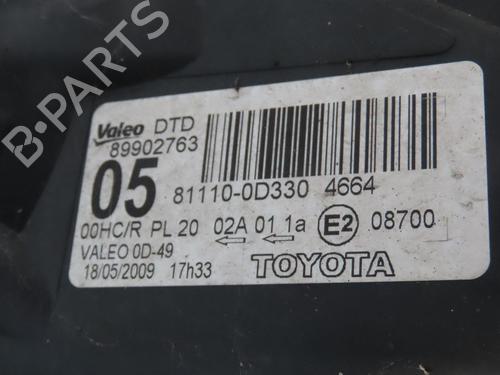 Valeo DTD
89902763
05
81110-0D330 4664
00HC/R PL 20 02A 01 1a E2 08700
VALEO 0D-49
18/05/2009 17h33 TOYOTA
B PARTS